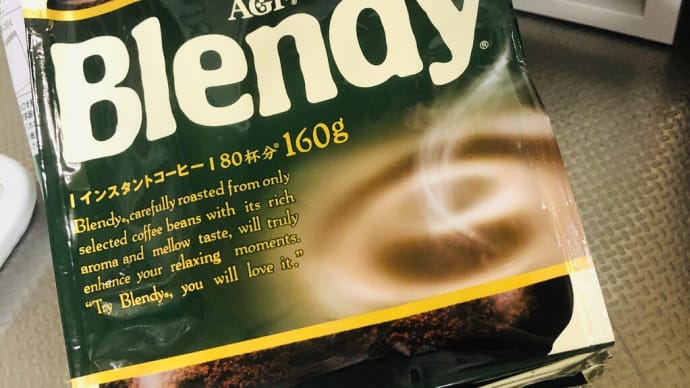 AGF
Blendy®
インスタントコーヒー 80杯分* 160g
Blendy®, carefully roasted from only
selected coffee beans with its rich
aroma and mellow taste, will truly
enhance your relaxing moments.
“Try Blendy®, you will love it.”